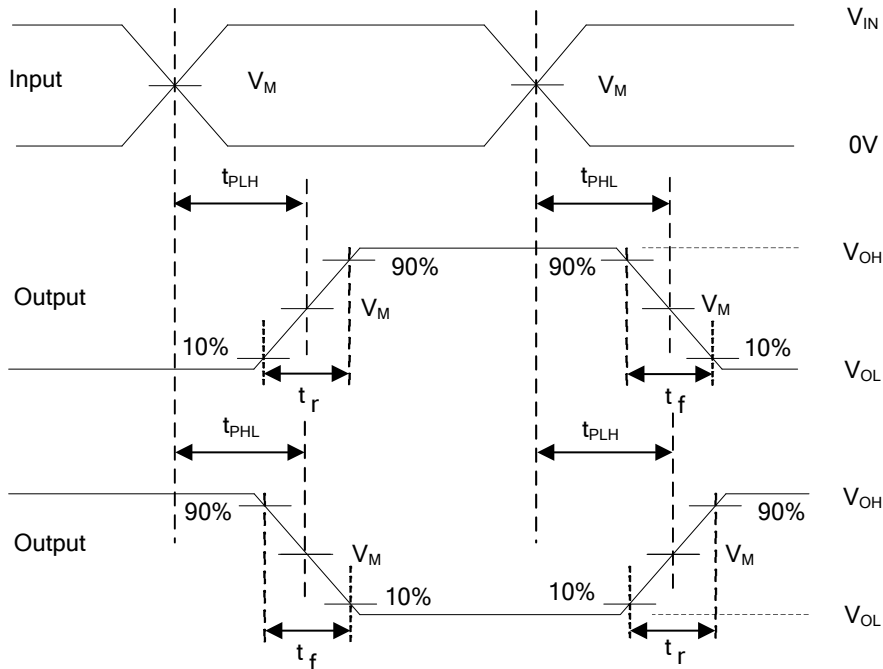 V_IN
Input V_M V_M
0V
t_PLH t_PHL
90% 90% V_OH
Output V_M V_M
10% 10% V_OL
t_r t_f
t_PHL t_PLH
90% 90% V_OH
Output V_M V_M
10% 10% V_OL
t_f t_r